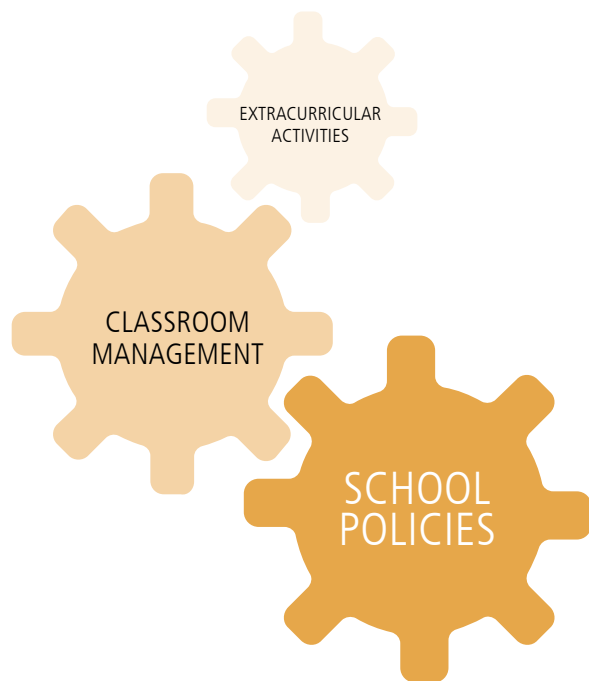 EXTRACURRICULAR
ACTIVITIES
CLASSROOM
MANAGEMENT
SCHOOL
POLICIES